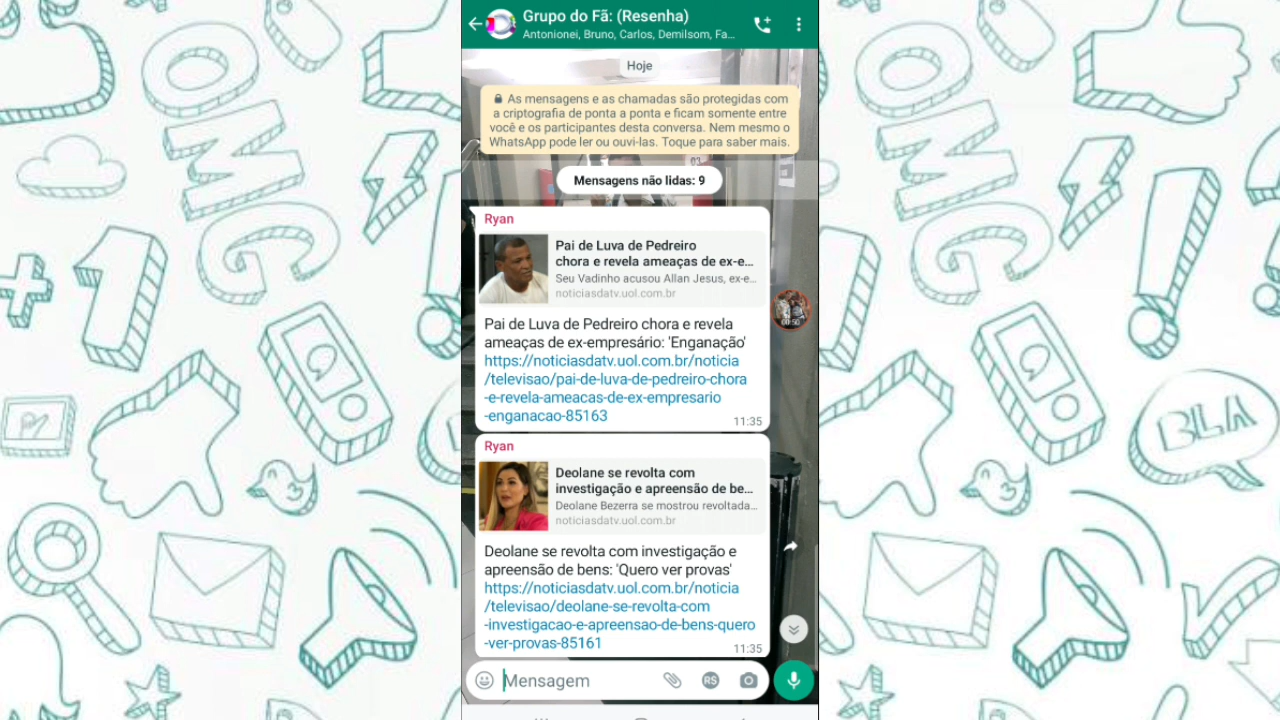 Grupo do Fã: (Resenha)
Antonionei, Bruno, Carlos, Demilsom, Fa...
Hoje
As mensagens e as chamadas são protegidas com
a criptografia de ponta a ponta e ficam somente entre
você e os participantes desta conversa. Nem mesmo o
WhatsApp pode ler ou ouvi-las. Toque para saber mais.
03
Mensagens não lidas: 9
Ryan
Pai de Luva de Pedreiro
chora e revela ameaças de ex-e...
Seu Vadinho acusou Allan Jesus, ex-e...
noticiasdatv.uol.com.br
00:50
Pai de Luva de Pedreiro chora e revela
ameaças de ex-empresário: 'Enganação'
https://noticiasdatv.uol.com.br/noticia
/televisao/pai-de-luva-de-pedreiro-chora
-e-revela-ameacas-de-ex-empresario
-enganacao-85163
11:35
Ryan
Deolane se revolta com
investigação e apreensão de be...
Deolane Bezerra se mostrou revoltada...
noticiasdatv.uol.com.br
Deolane se revolta com investigação e
apreensão de bens: 'Quero ver provas'
https://noticiasdatv.uol.com.br/noticia
/televisao/deolane-se-revolta-com
-investigacao-e-apreensao-de-bens-quero
-ver-provas-85161
11:35
Mensagem
R$
OMG
+1
!
BLA
OMG
!
BLA